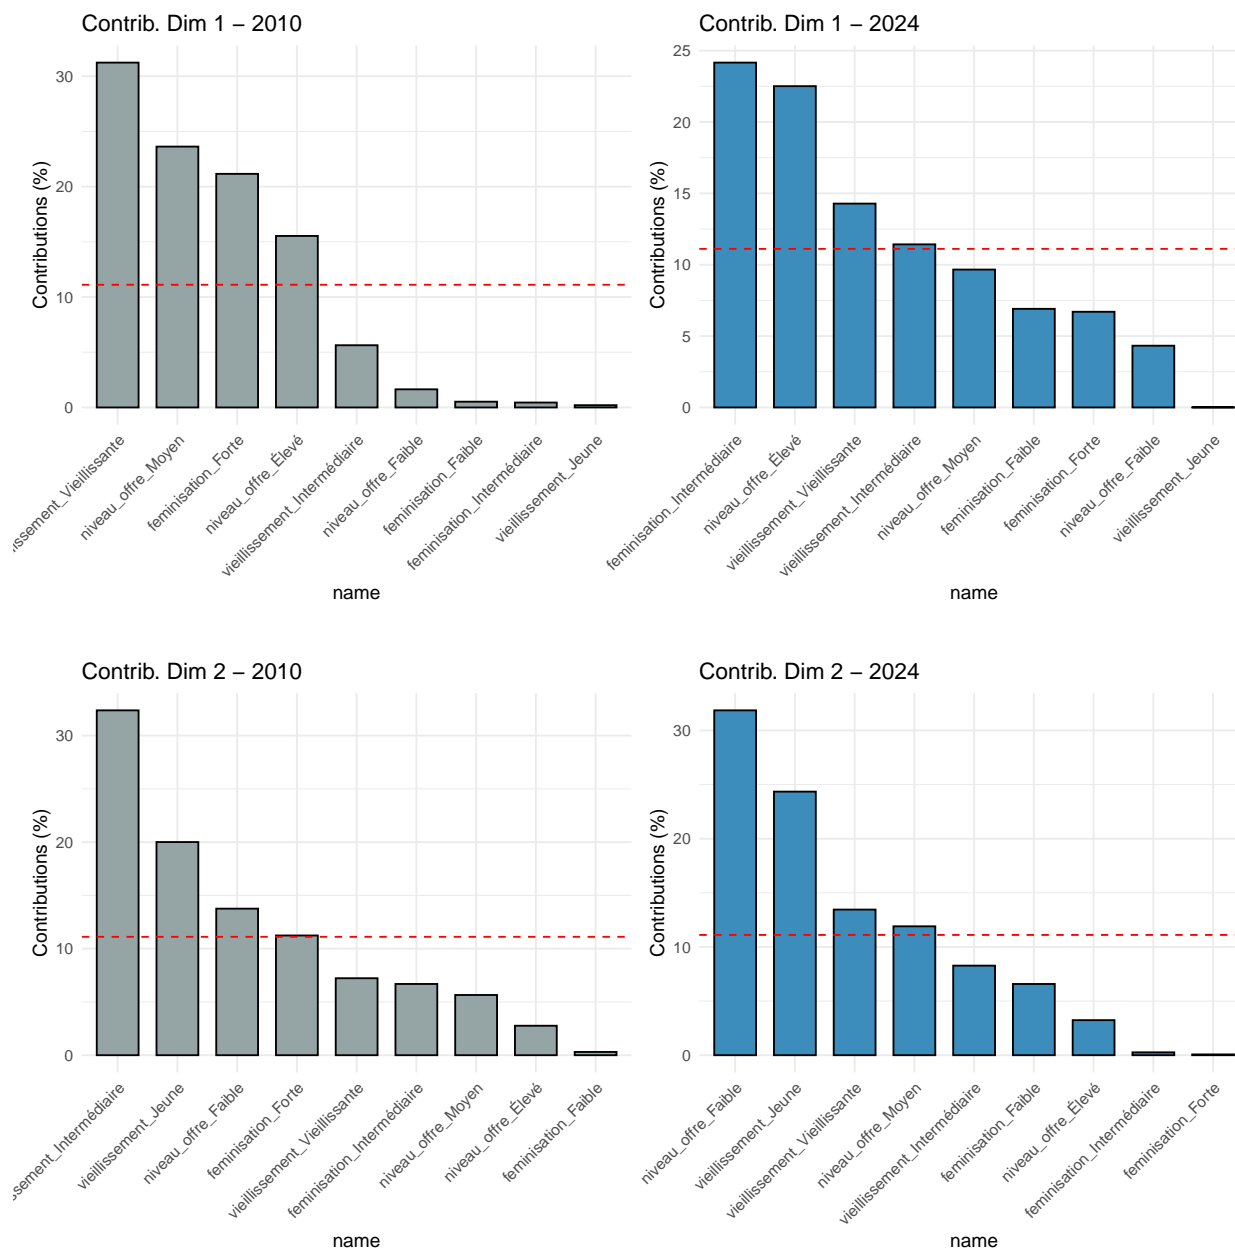 Contrib. Dim 1 – 2010
Contributions (%)
30
20
10
0
issement_Vieillissante
niveau_offre_Moyen
feminisation_Forte
niveau_offre_Élevé
vieillissement_Intermédiaire
niveau_offre_Faible
feminisation_Faible
feminisation_Intermédiaire
vieillissement_Jeune
name
Contrib. Dim 1 – 2024
Contributions (%)
25
20
15
10
5
0
feminisation_Intermédiaire
niveau_offre_Élevé
vieillissement_Vieillissante
vieillissement_Intermédiaire
niveau_offre_Moyen
feminisation_Faible
feminisation_Forte
niveau_offre_Faible
vieillissement_Jeune
name
Contrib. Dim 2 – 2010
Contributions (%)
30
20
10
0
ssement_Intermédiaire
vieillissement_Jeune
niveau_offre_Faible
feminisation_Forte
vieillissement_Vieillissante
feminisation_Intermédiaire
niveau_offre_Moyen
niveau_offre_Élevé
feminisation_Faible
name
Contrib. Dim 2 – 2024
Contributions (%)
30
20
10
0
niveau_offre_Faible
vieillissement_Jeune
vieillissement_Vieillissante
niveau_offre_Moyen
vieillissement_Intermédiaire
feminisation_Faible
niveau_offre_Élevé
feminisation_Intermédiaire
feminisation_Forte
name